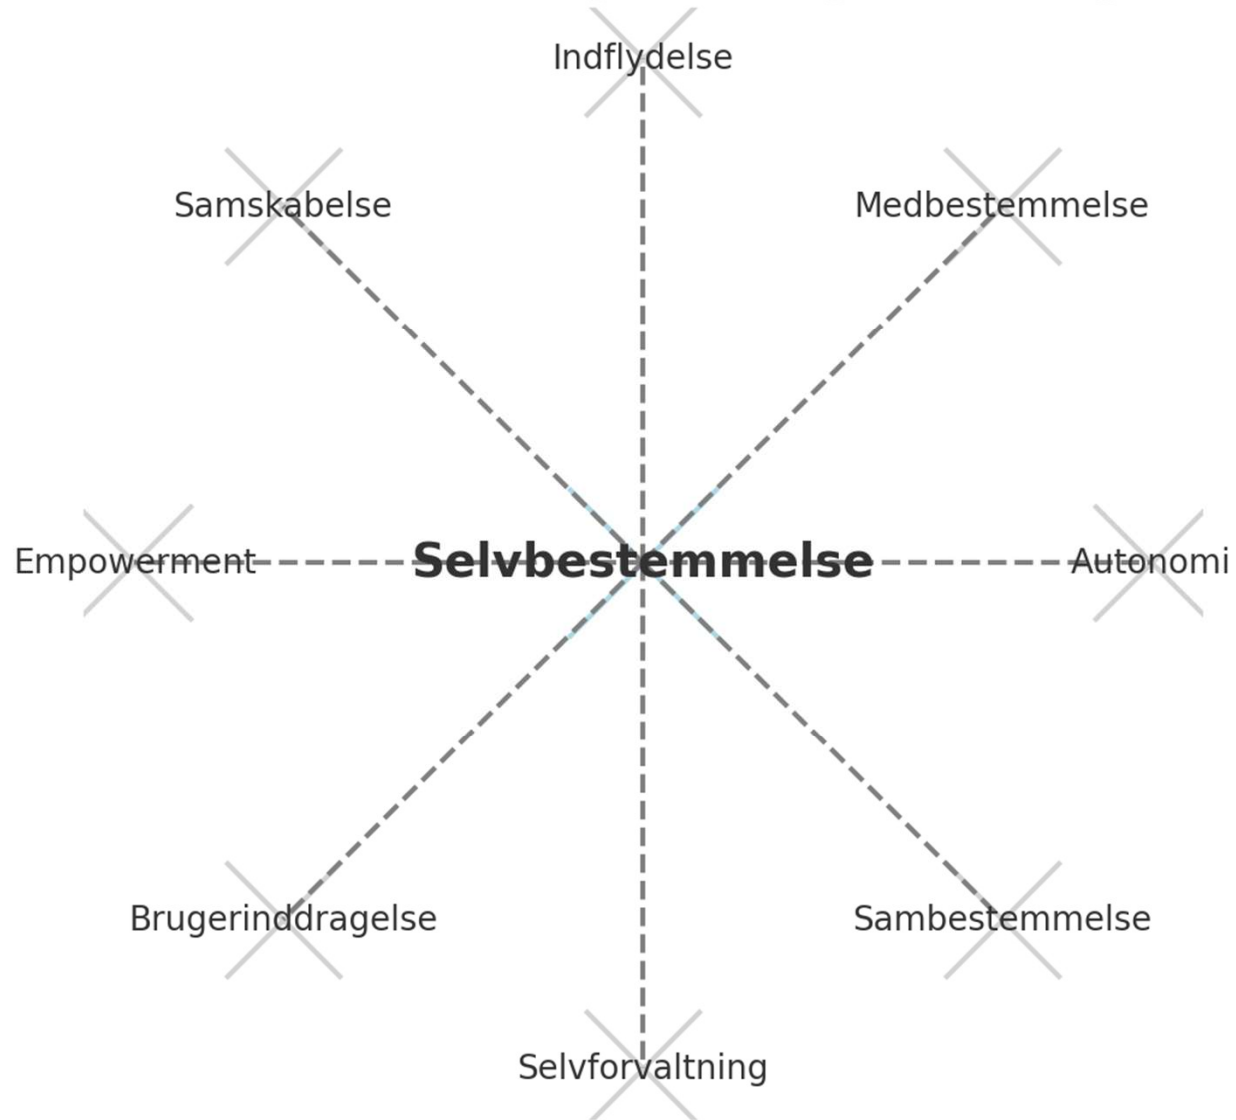 Indflydelse
Samskabelse
Medbestemmelse
Empowerment
Selvbestemmelse
Autonomi
Brugerinddragelse
Sambestemmelse
Selvforvaltning